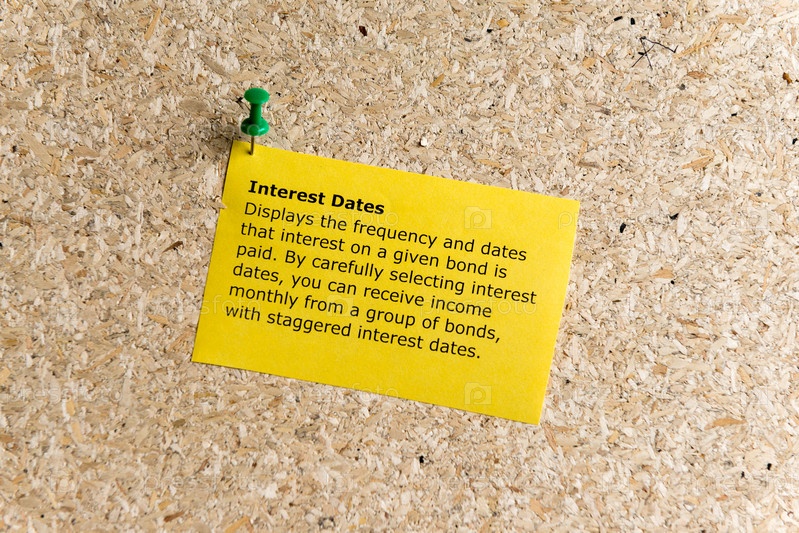 Interest Dates
Displays the frequency and dates
that interest on a given bond is
paid. By carefully selecting interest
dates, you can receive income
monthly from a group of bonds,
with staggered interest dates.